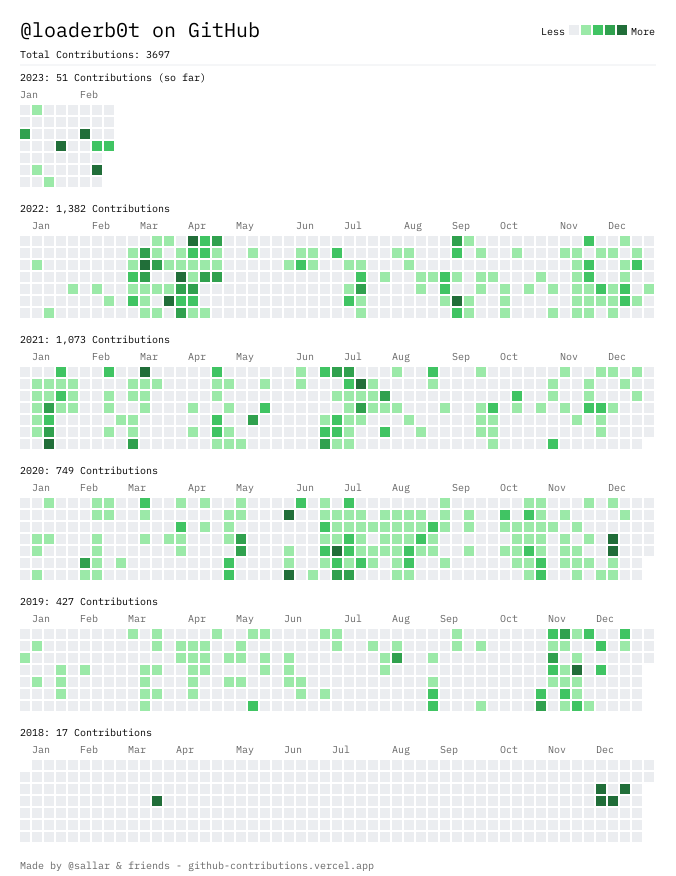 @loaderb0t on GitHub
Less More
Total Contributions: 3697
2023: 51 Contributions (so far)
Jan Feb
2022: 1,382 Contributions
Jan Feb Mar Apr May Jun Jul Aug Sep Oct Nov Dec
2021: 1,073 Contributions
Jan Feb Mar Apr May Jun Jul Aug Sep Oct Nov Dec
2020: 749 Contributions
Jan Feb Mar Apr May Jun Jul Aug Sep Oct Nov Dec
2019: 427 Contributions
Jan Feb Mar Apr May Jun Jul Aug Sep Oct Nov Dec
2018: 17 Contributions
Jan Feb Mar Apr May Jun Jul Aug Sep Oct Nov Dec
Made by @sallar & friends - github-contributions.vercel.app